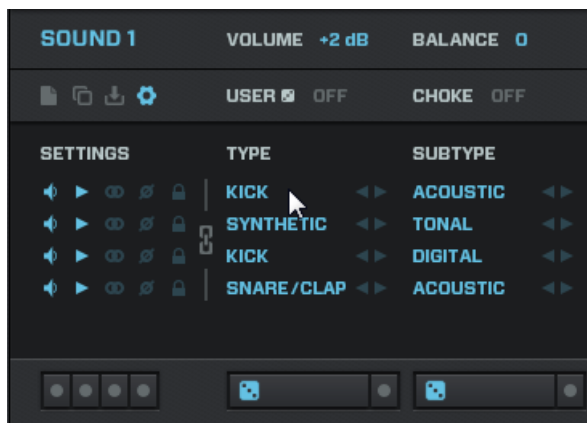 SOUND 1 VOLUME +2 dB BALANCE 0
USER OFF CHOKE OFF
SETTINGS TYPE SUBTYPE
KICK ACOUSTIC
SYNTHETIC TONAL
KICK DIGITAL
SNARE/CLAP ACOUSTIC